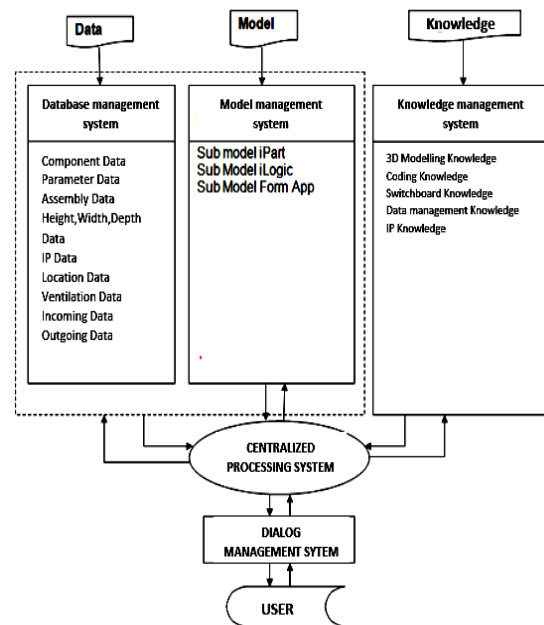 Data
Model
Knowledge
Database management
system
Component Data
Parameter Data
Assembly Data
Height,Width,Depth
Data
IP Data
Location Data
Ventilation Data
Incoming Data
Outgoing Data
Model management
system
Sub model iPart
Sub Model iLogic
Sub Model Form App
Knowledge management
system
3D Modelling Knowledge
Coding Knowledge
Switchboard Knowledge
Data management Knowledge
IP Knowledge
CENTRALIZED
PROCESSING SYSTEM
DIALOG
MANAGEMENT SYTEM
USER